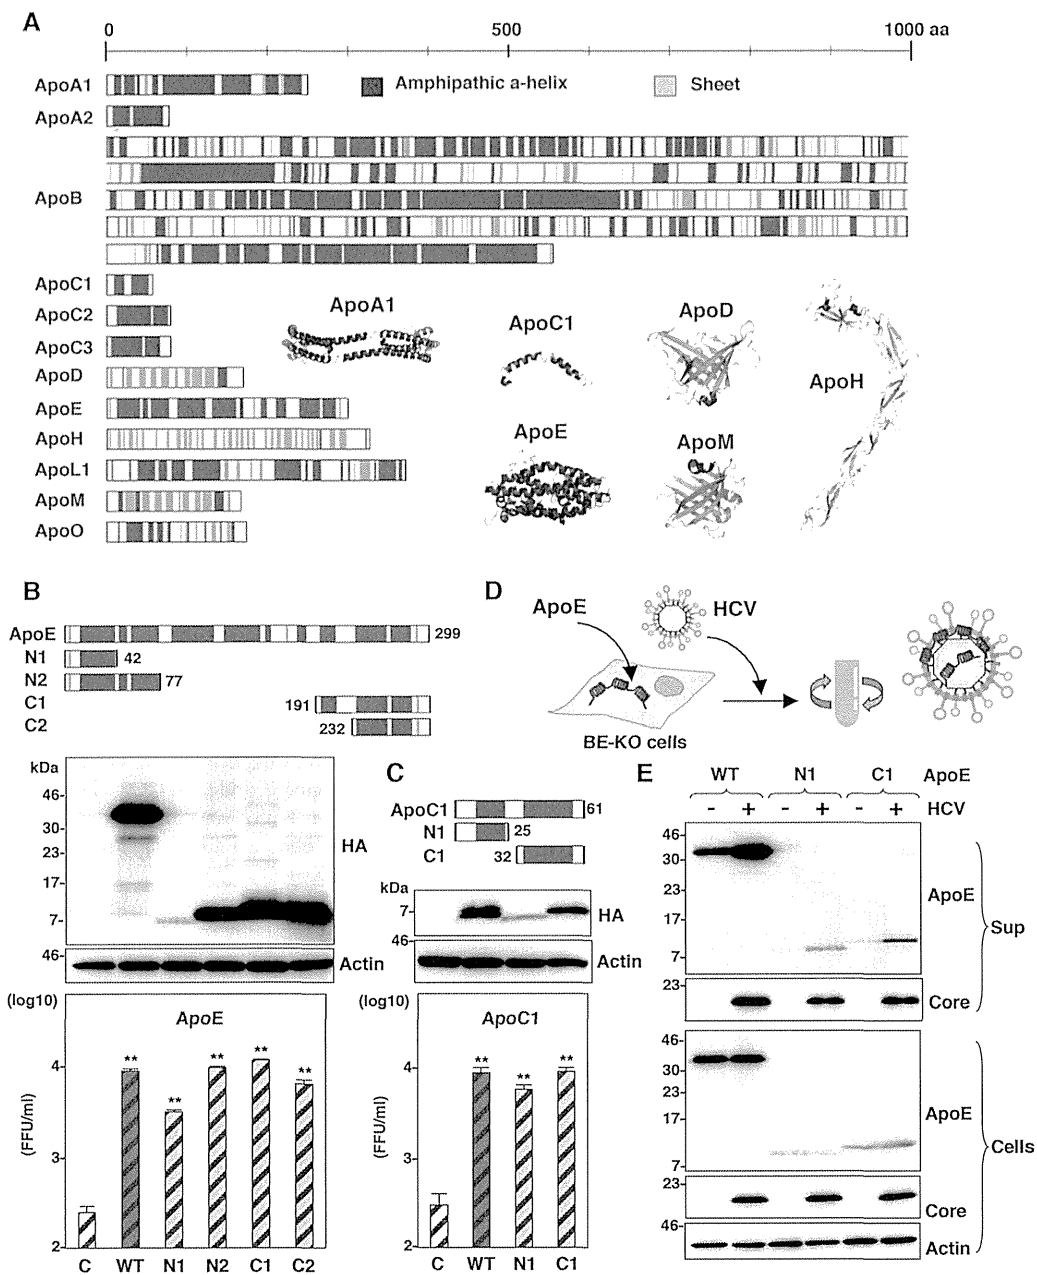 A
0 500 1000 aa
ApoA1
Amphipathic a-helix
Sheet
ApoA2
ApoB
ApoC1
ApoC2
ApoC3
ApoD
ApoE
ApoH
ApoL1
ApoM
ApoO
ApoA1
ApoC1
ApoD
ApoH
ApoE
ApoM
B
ApoE 299
N1 42
N2 77
C1 191
C2 232
kDa
46-
30-
23-
17-
7-
HA
46-
Actin
(log10)
ApoE
4
3
2
(FFU/ml)
** ** ** ** **
C WT N1 N2 C1 C2
C
ApoC1 61
N1 25
C1 32
kDa
7-
HA
46-
Actin
(log10)
ApoC1
4
3
2
(FFU/ml)
** ** **
C WT N1 C1
D
ApoE
HCV
BE-KO cells
E
WT N1 C1 ApoE
- + - + - + HCV
46-
30-
23-
17-
7-
ApoE
23-
Core
Sup
46-
30-
23-
17-
7-
ApoE
23-
Core
46-
Actin
Cells